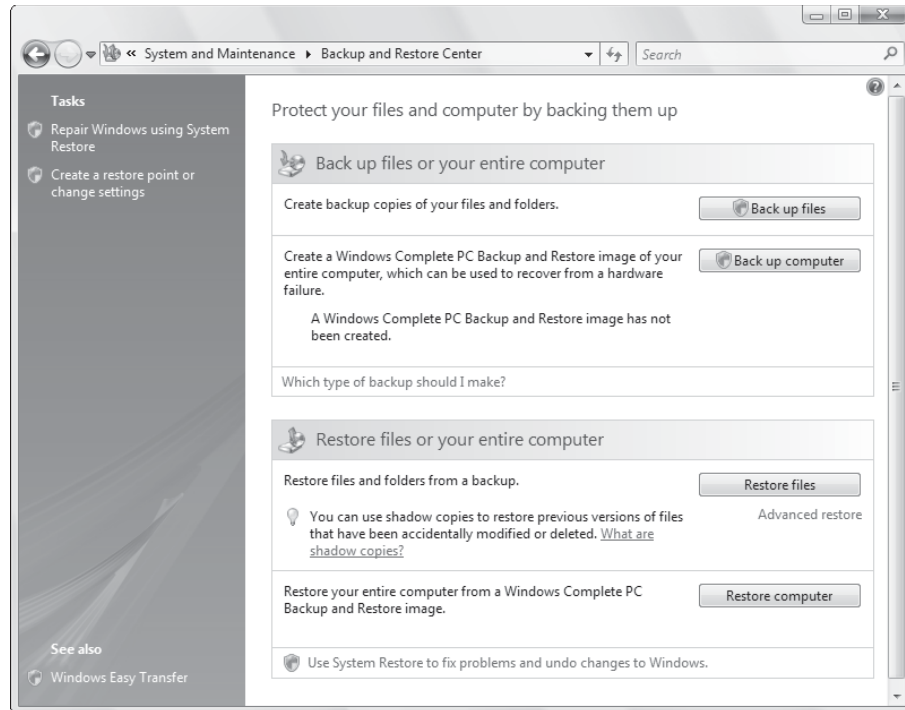 « System and Maintenance ▸ Backup and Restore Center
Search
Tasks
Repair Windows using System
Restore
Create a restore point or
change settings
See also
Windows Easy Transfer
Protect your files and computer by backing them up
Back up files or your entire computer
Create backup copies of your files and folders.
Back up files
Create a Windows Complete PC Backup and Restore image of your
entire computer, which can be used to recover from a hardware
failure.
Back up computer
A Windows Complete PC Backup and Restore image has not
been created.
Which type of backup should I make?
Restore files or your entire computer
Restore files and folders from a backup.
Restore files
You can use shadow copies to restore previous versions of files
that have been accidentally modified or deleted. What are
shadow copies?
Advanced restore
Restore your entire computer from a Windows Complete PC
Backup and Restore image.
Restore computer
Use System Restore to fix problems and undo changes to Windows.